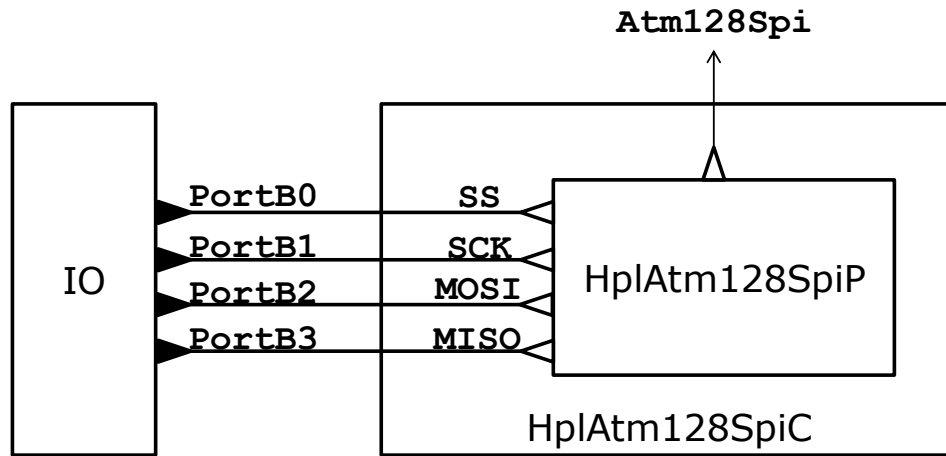 Atm128Spi
PortB0 SS
PortB1 SCK
IO
PortB2 MOSI
HplAtm128SpiP
PortB3 MISO
HplAtm128SpiC